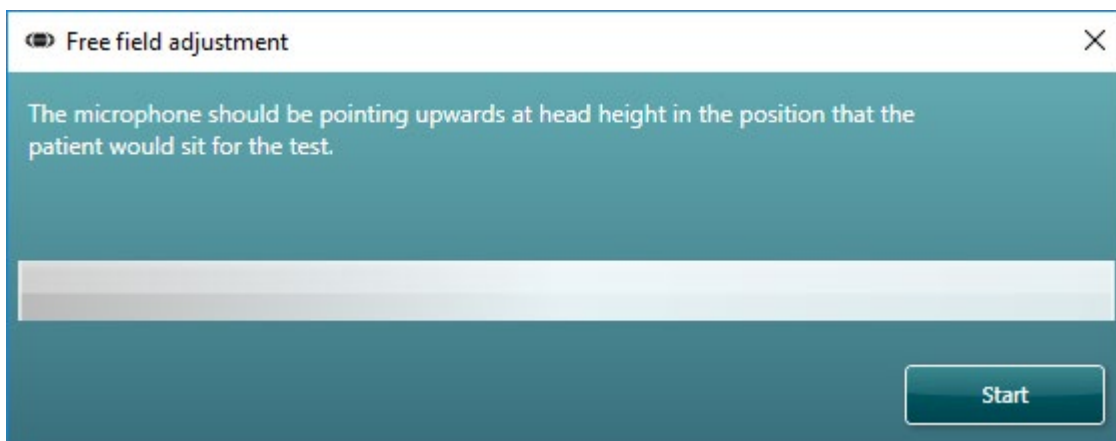 Free field adjustment
The microphone should be pointing upwards at head height in the position that the
patient would sit for the test.
Start